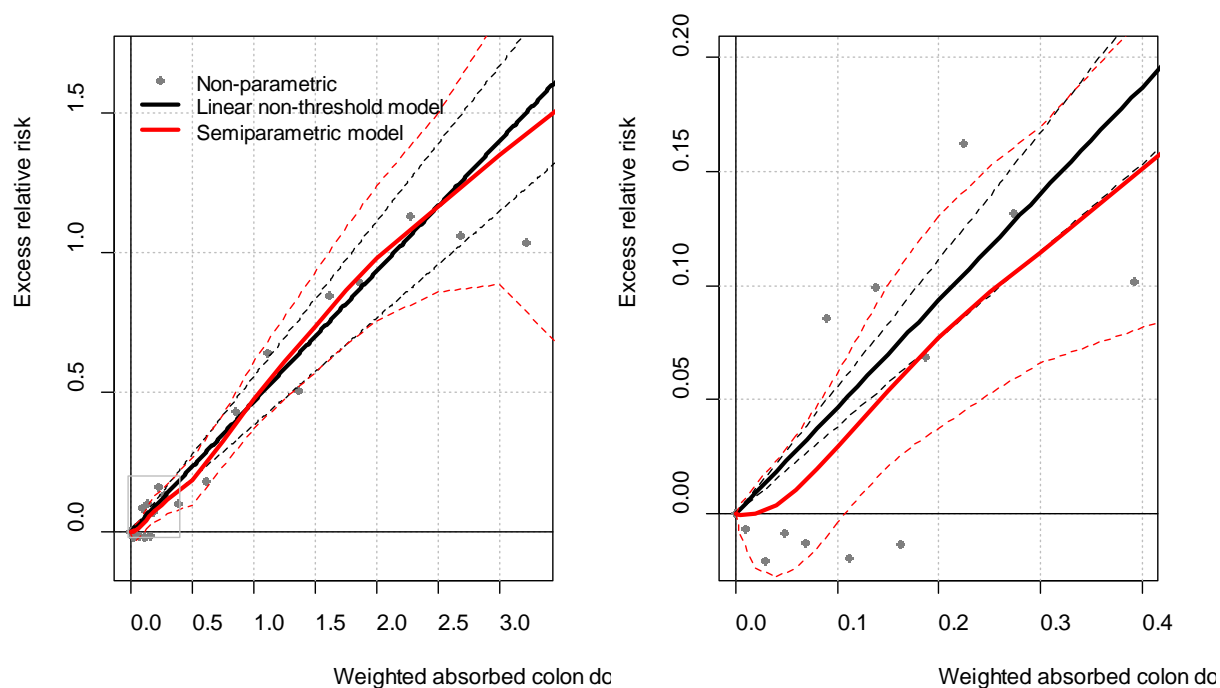 Non-parametric
Linear non-threshold model
Semiparametric model
Excess relative risk
0.0 0.5 1.0 1.5
0.0 0.5 1.0 1.5 2.0 2.5 3.0
Weighted absorbed colon do
Excess relative risk
0.00 0.05 0.10 0.15 0.20
0.0 0.1 0.2 0.3 0.4
Weighted absorbed colon do